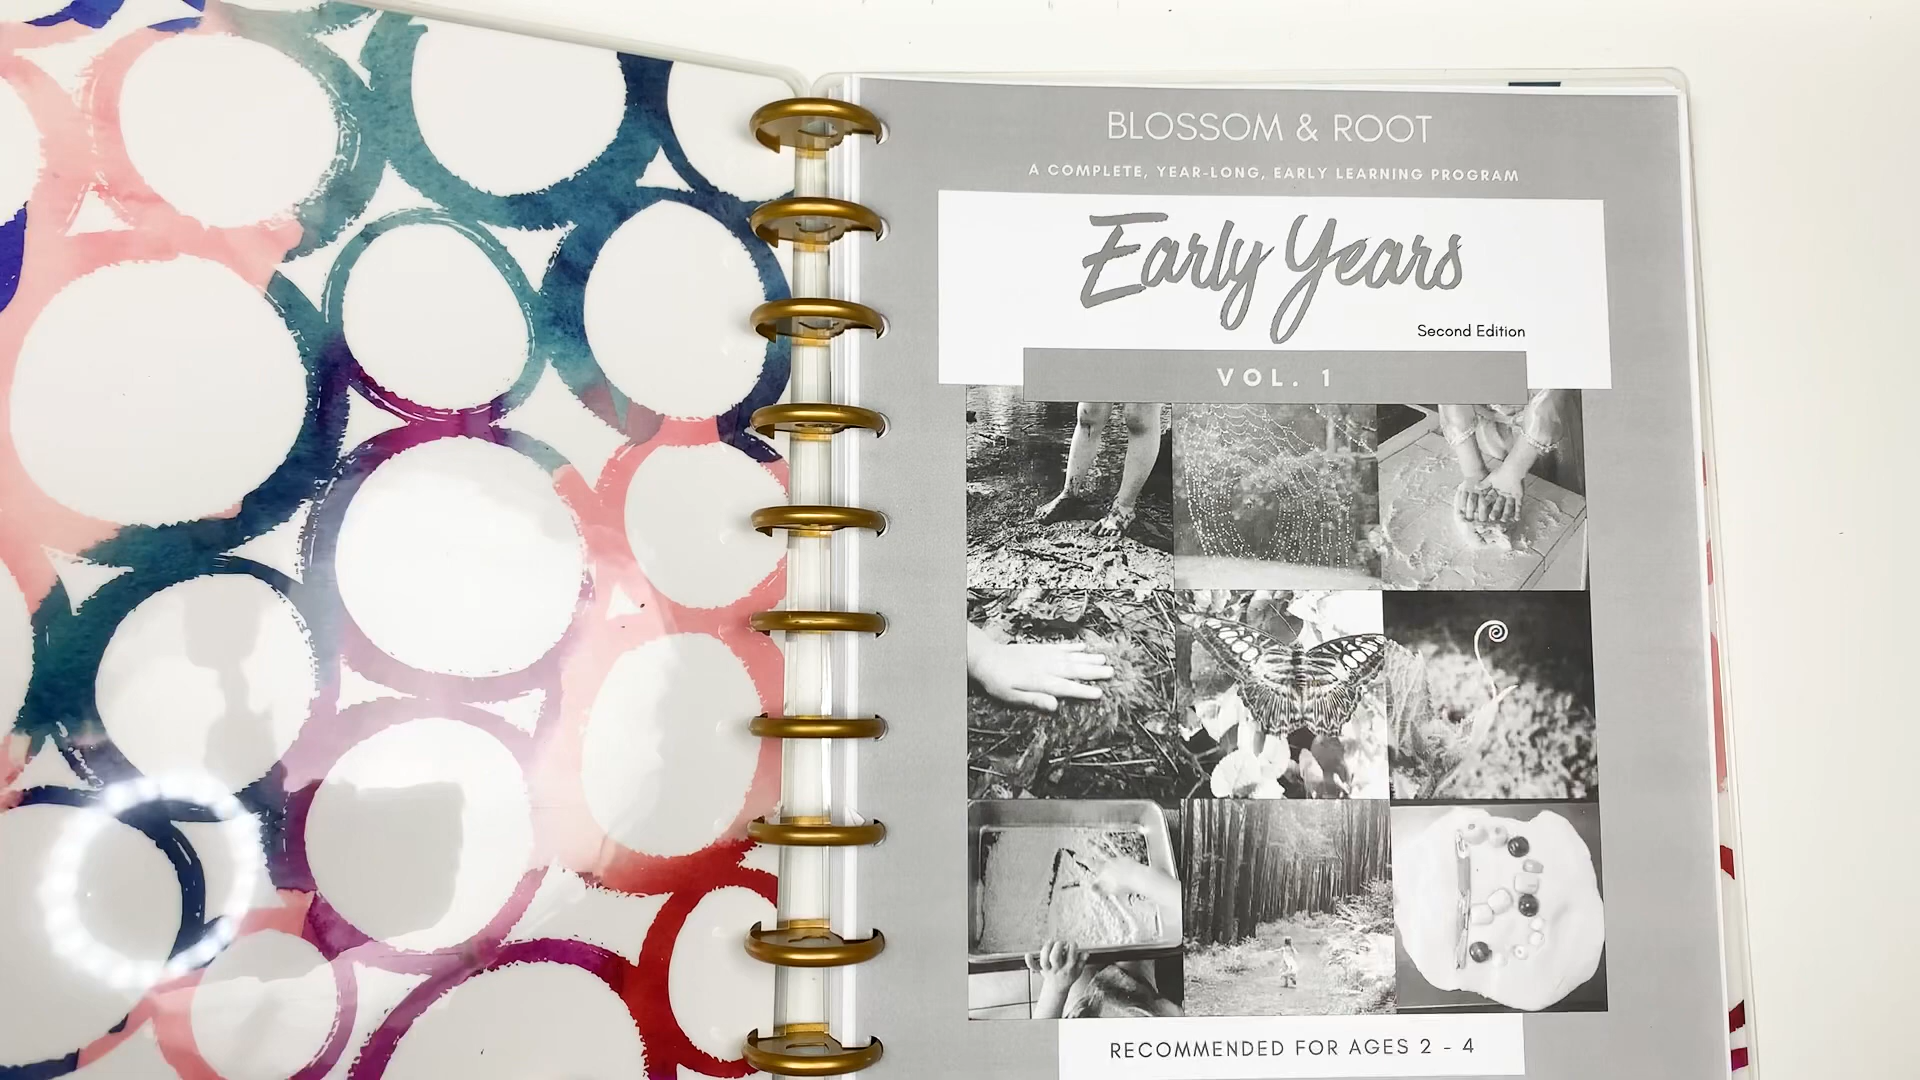 BLOSSOM & ROOT
A COMPLETE, YEAR-LONG, EARLY LEARNING PROGRAM
Early Years
Second Edition
VOL. 1
RECOMMENDED FOR AGES 2 - 4